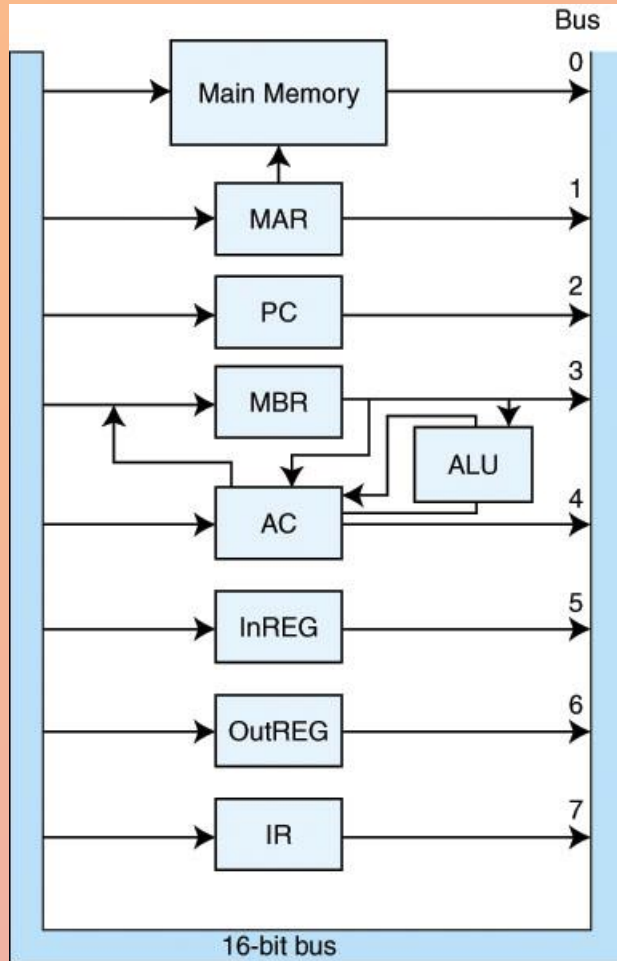 Bus
0
Main Memory
1
MAR
2
PC
3
MBR
ALU
4
AC
5
InREG
6
OutREG
7
IR
16-bit bus